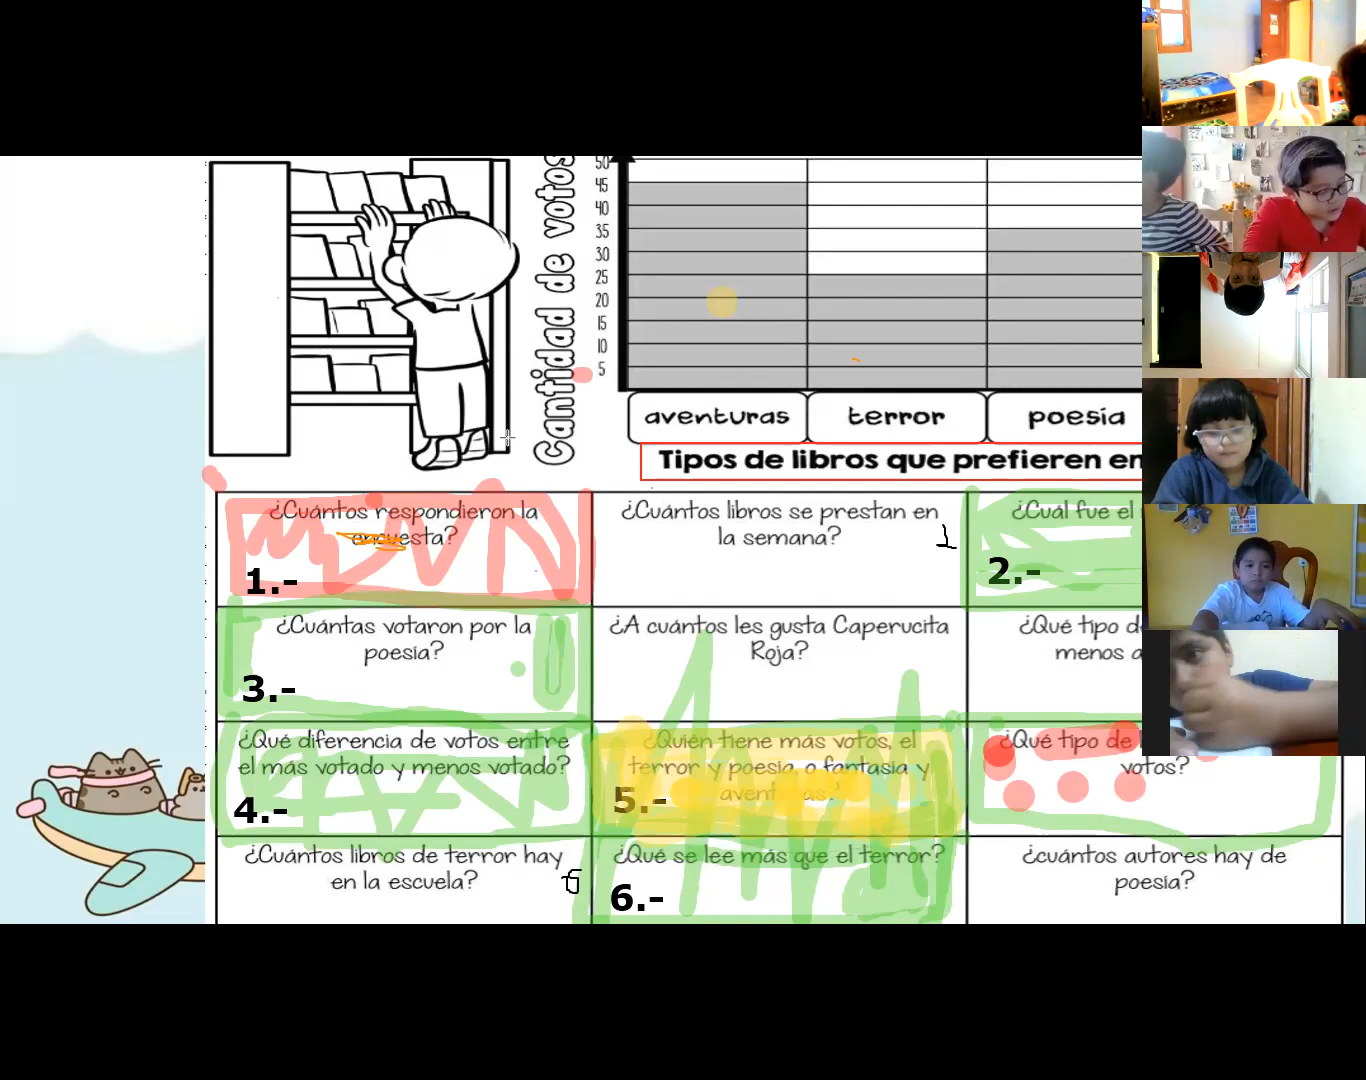 Cantidad de votos
50
45
40
35
30
25
20
15
10
5
aventuras
terror
poesía
Tipos de libros que prefieren en
¿Cuántos respondieron la
encuesta?
1.-
¿Cuántos libros se prestan en
la semana?
1
¿Cuál fue el
2.-
¿Cuántas votaron por la
poesía?
3.-
¿A cuántos les gusta Caperucita
Roja?
¿Qué tipo d
menos a
¿Qué diferencia de votos entre
el más votado y menos votado?
4.-
¿Quién tiene más votos, el
terror y poesía, o fantasía y
aventuras?
5.-
¿Qué tipo de
votos?
¿Cuántos libros de terror hay
en la escuela?
¿Qué se lee más que el terror?
6.-
¿cuántos autores hay de
poesía?